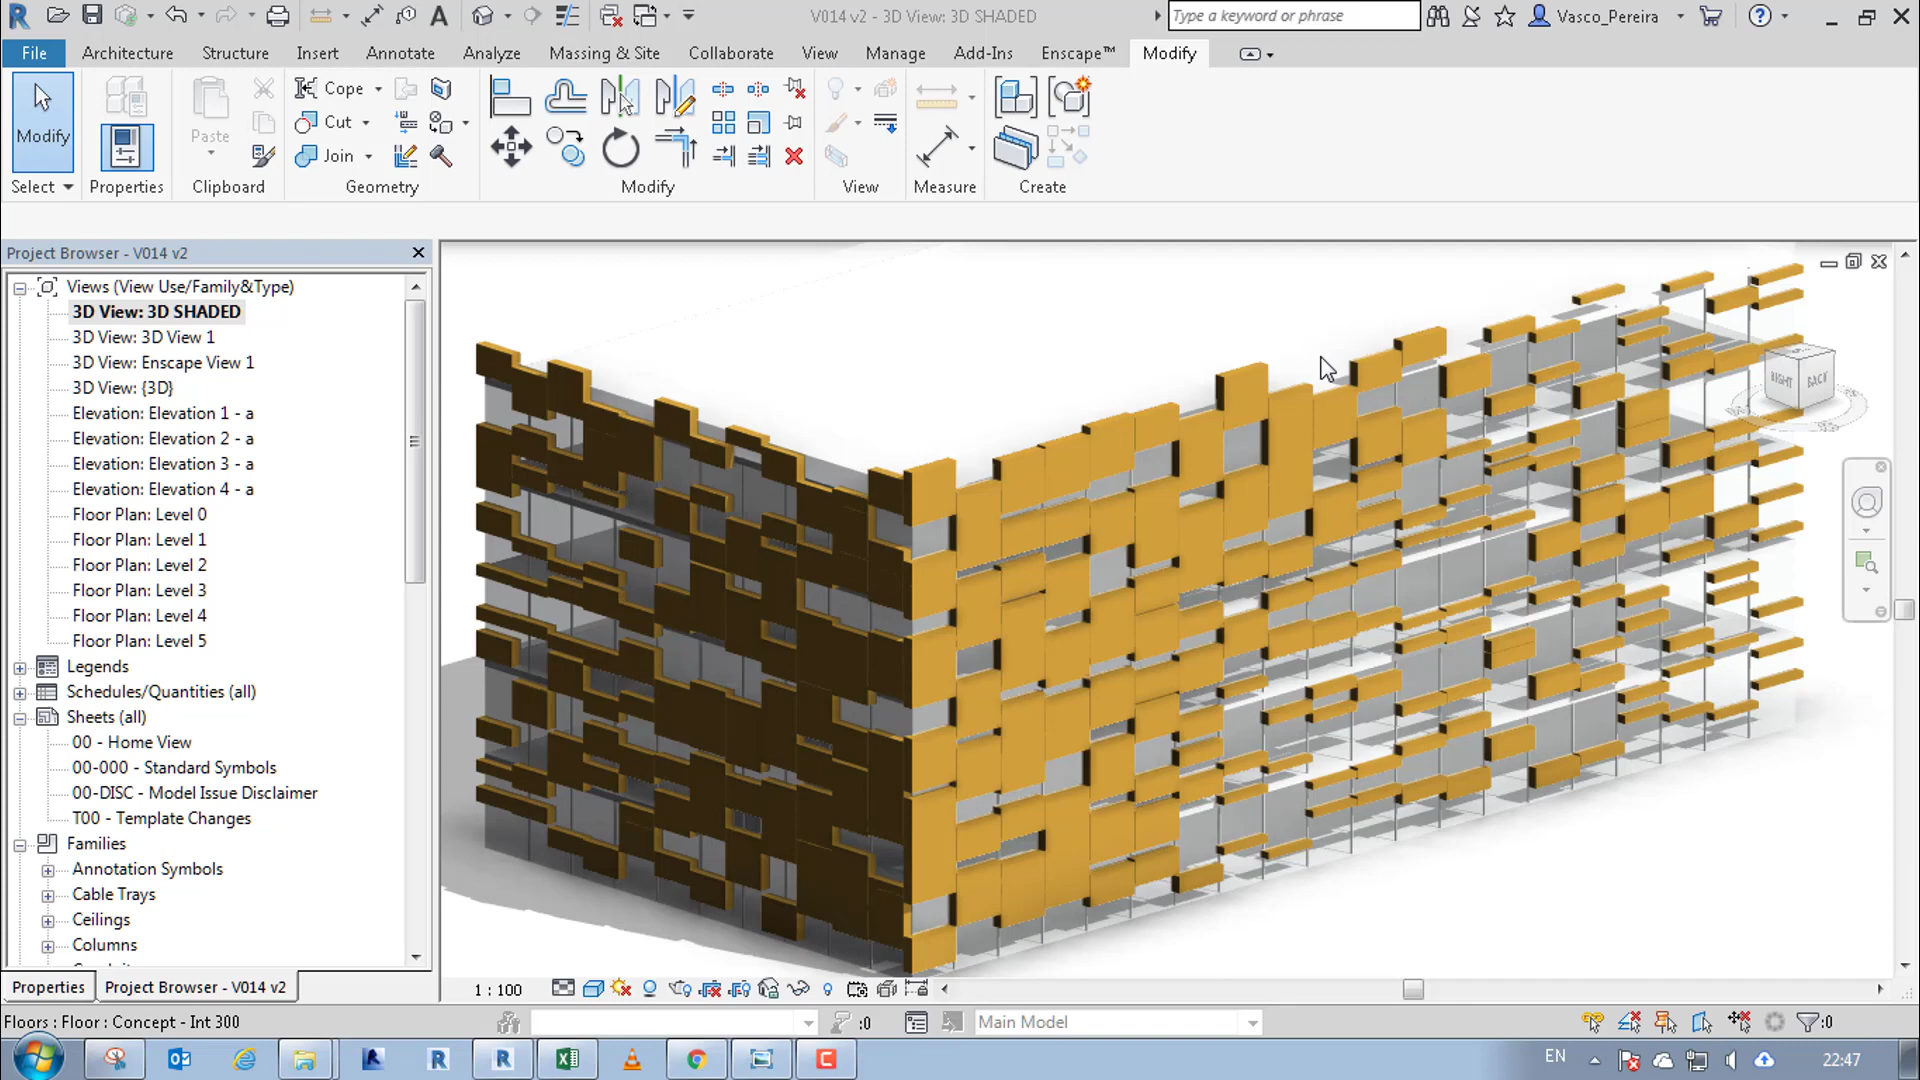 V014 v2 - 3D View: 3D SHADED
Type a keyword or phrase
Vasco_Pereira
File Architecture Structure Insert Annotate Analyze Massing & Site Collaborate View Manage Add-Ins Enscape™ Modify
Modify
Paste
Cope
Cut
Join
Select Properties Clipboard Geometry Modify View Measure Create
Project Browser - V014 v2
Views (View Use/Family&Type)
3D View: 3D SHADED
3D View: 3D View 1
3D View: Enscape View 1
3D View: {3D}
Elevation: Elevation 1 - a
Elevation: Elevation 2 - a
Elevation: Elevation 3 - a
Elevation: Elevation 4 - a
Floor Plan: Level 0
Floor Plan: Level 1
Floor Plan: Level 2
Floor Plan: Level 3
Floor Plan: Level 4
Floor Plan: Level 5
Legends
Schedules/Quantities (all)
Sheets (all)
00 - Home View
00-000 - Standard Symbols
00-DISC - Model Issue Disclaimer
T00 - Template Changes
Families
Annotation Symbols
Cable Trays
Ceilings
Columns
RIGHT BACK
Properties Project Browser - V014 v2
1 : 100
Floors : Floor : Concept - Int 300
:0
Main Model
:0
EN
22:47